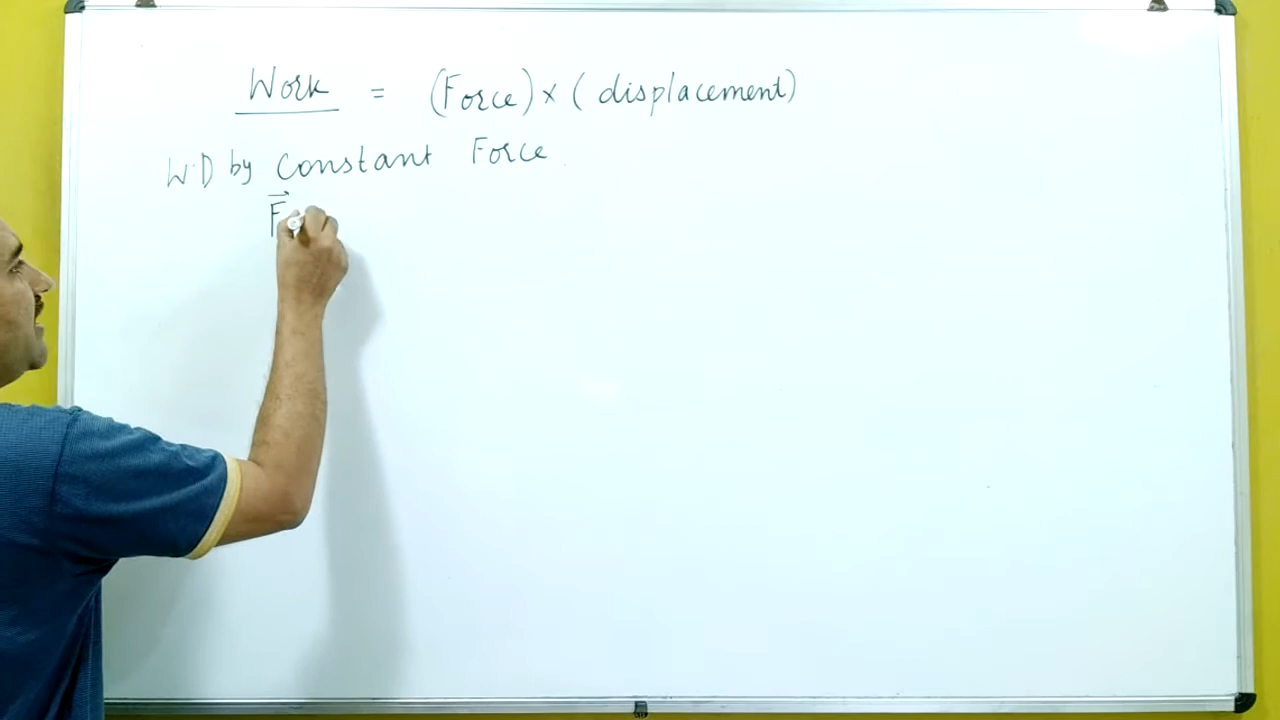 Work = (Force) × ( displacement)
W.D by Constant Force
F⃗